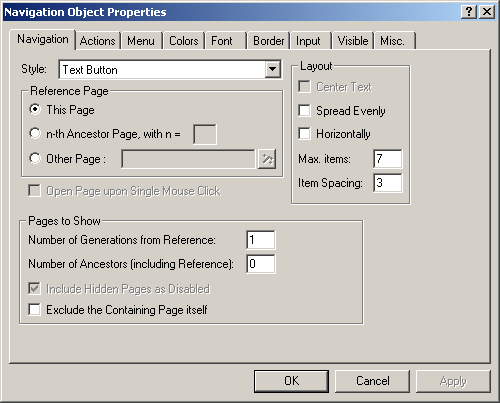 Navigation Object Properties
Navigation Actions Menu Colors Font Border Input Visible Misc.
Style: Text Button
Layout
Center Text
Spread Evenly
Horizontally
Max. items: 7
Item Spacing: 3
Reference Page
This Page
n-th Ancestor Page, with n =
Other Page :
Open Page upon Single Mouse Click
Pages to Show
Number of Generations from Reference: 1
Number of Ancestors (including Reference): 0
Include Hidden Pages as Disabled
Exclude the Containing Page itself
OK Cancel Apply